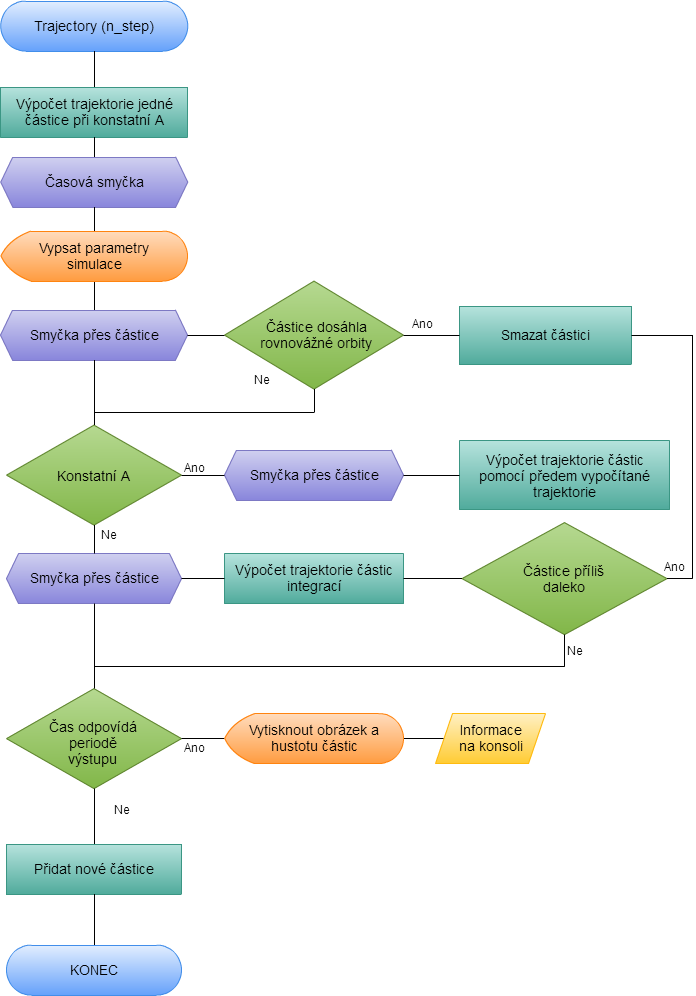 Trajectory (n_step)
Výpočet trajektorie jedné
částice při konstatní A
Časová smyčka
Vypsat parametry
simulace
Smyčka přes částice
Částice dosáhla
rovnovážné orbity
Ano
Smazat částici
Ne
Konstatní A
Ano
Smyčka přes částice
Výpočet trajektorie částic
pomocí předem vypočítané
trajektorie
Ne
Smyčka přes částice
Výpočet trajektorie částic
integrací
Částice příliš
daleko
Ano
Ne
Čas odpovídá
periodě
výstupu
Ano
Vytisknout obrázek a
hustotu částic
Informace
na konsoli
Ne
Přidat nové částice
KONEC